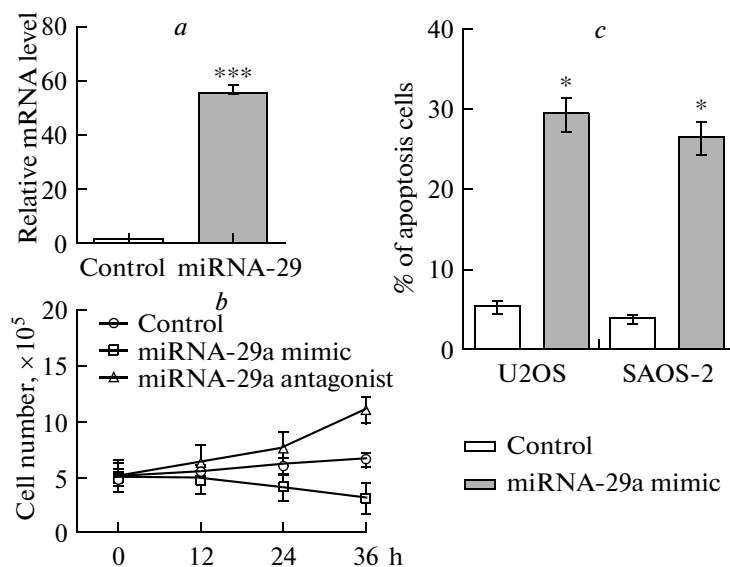 a
Relative mRNA level
80
60
40
20
0
***
Control miRNA-29
b
Cell number, ×10⁵
20
15
10
5
0
Control
miRNA-29a mimic
miRNA-29a antagonist
0 12 24 36 h
c
% of apoptosis cells
40
30
20
10
0
*
*
U2OS SAOS-2
Control
miRNA-29a mimic